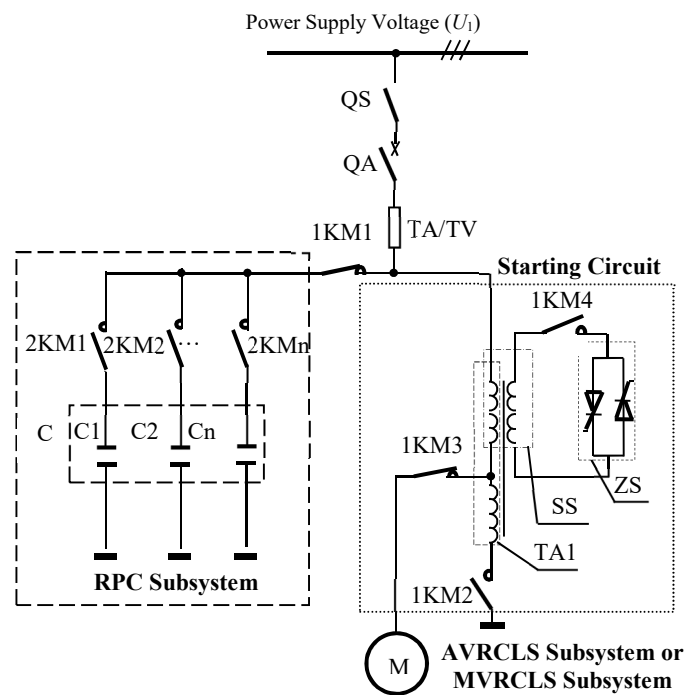 Power Supply Voltage (U1)
QS
QA
1KM1
TA/TV
Starting Circuit
1KM4
2KM1
2KM2
...
2KMn
C
C1
C2
Cn
1KM3
ZS
SS
TA1
RPC Subsystem
1KM2
M
AVRCLS Subsystem or
MVRCLS Subsystem